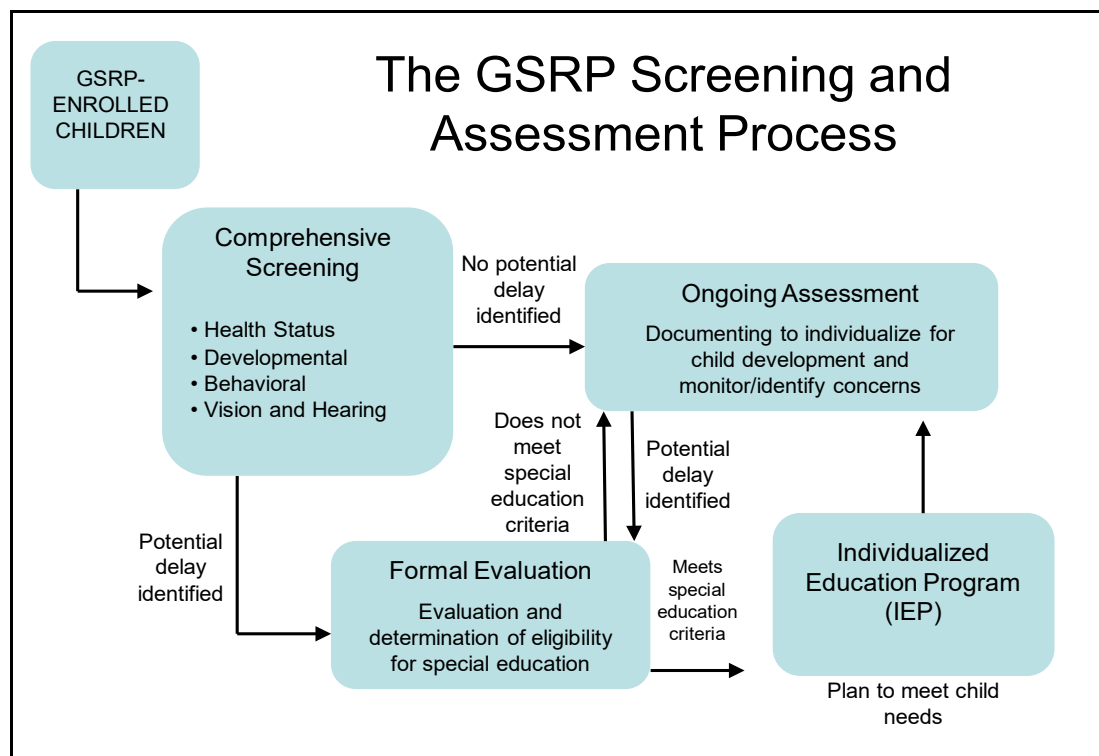 The GSRP Screening and
Assessment Process
GSRP-
ENROLLED
CHILDREN
Comprehensive
Screening
• Health Status
• Developmental
• Behavioral
• Vision and Hearing
No potential
delay
identified
Ongoing Assessment
Documenting to individualize for
child development and
monitor/identify concerns
Does not
meet
special
education
criteria
Potential
delay
identified
Potential
delay
identified
Formal Evaluation
Evaluation and
determination of eligibility
for special education
Meets
special
education
criteria
Individualized
Education Program
(IEP)
Plan to meet child
needs